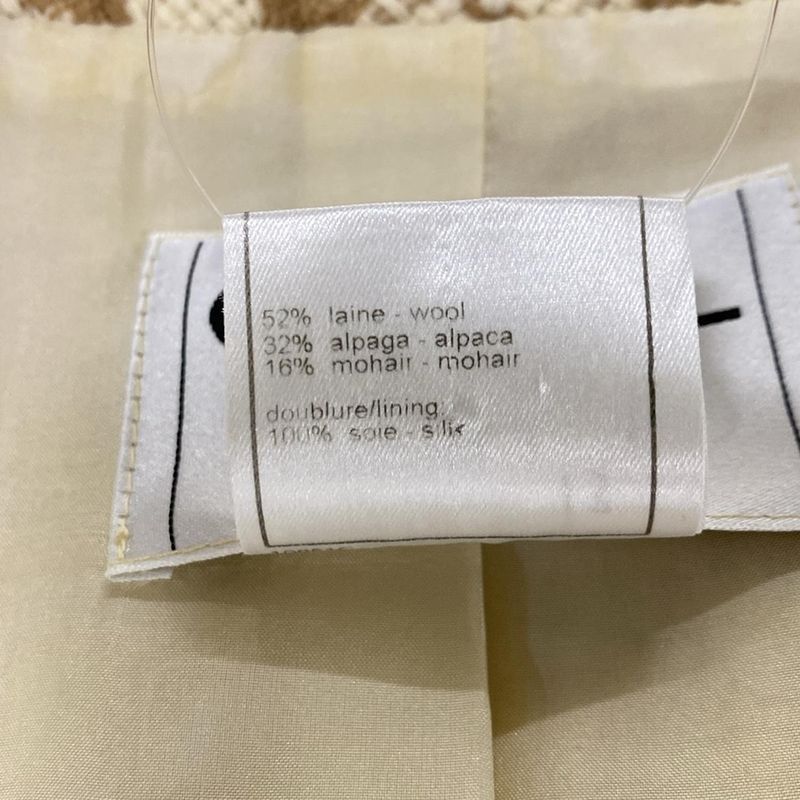 52% laine - wool
32% alpaga - alpaca
16% mohair - mohair
doublure/lining:
100% soie - silk